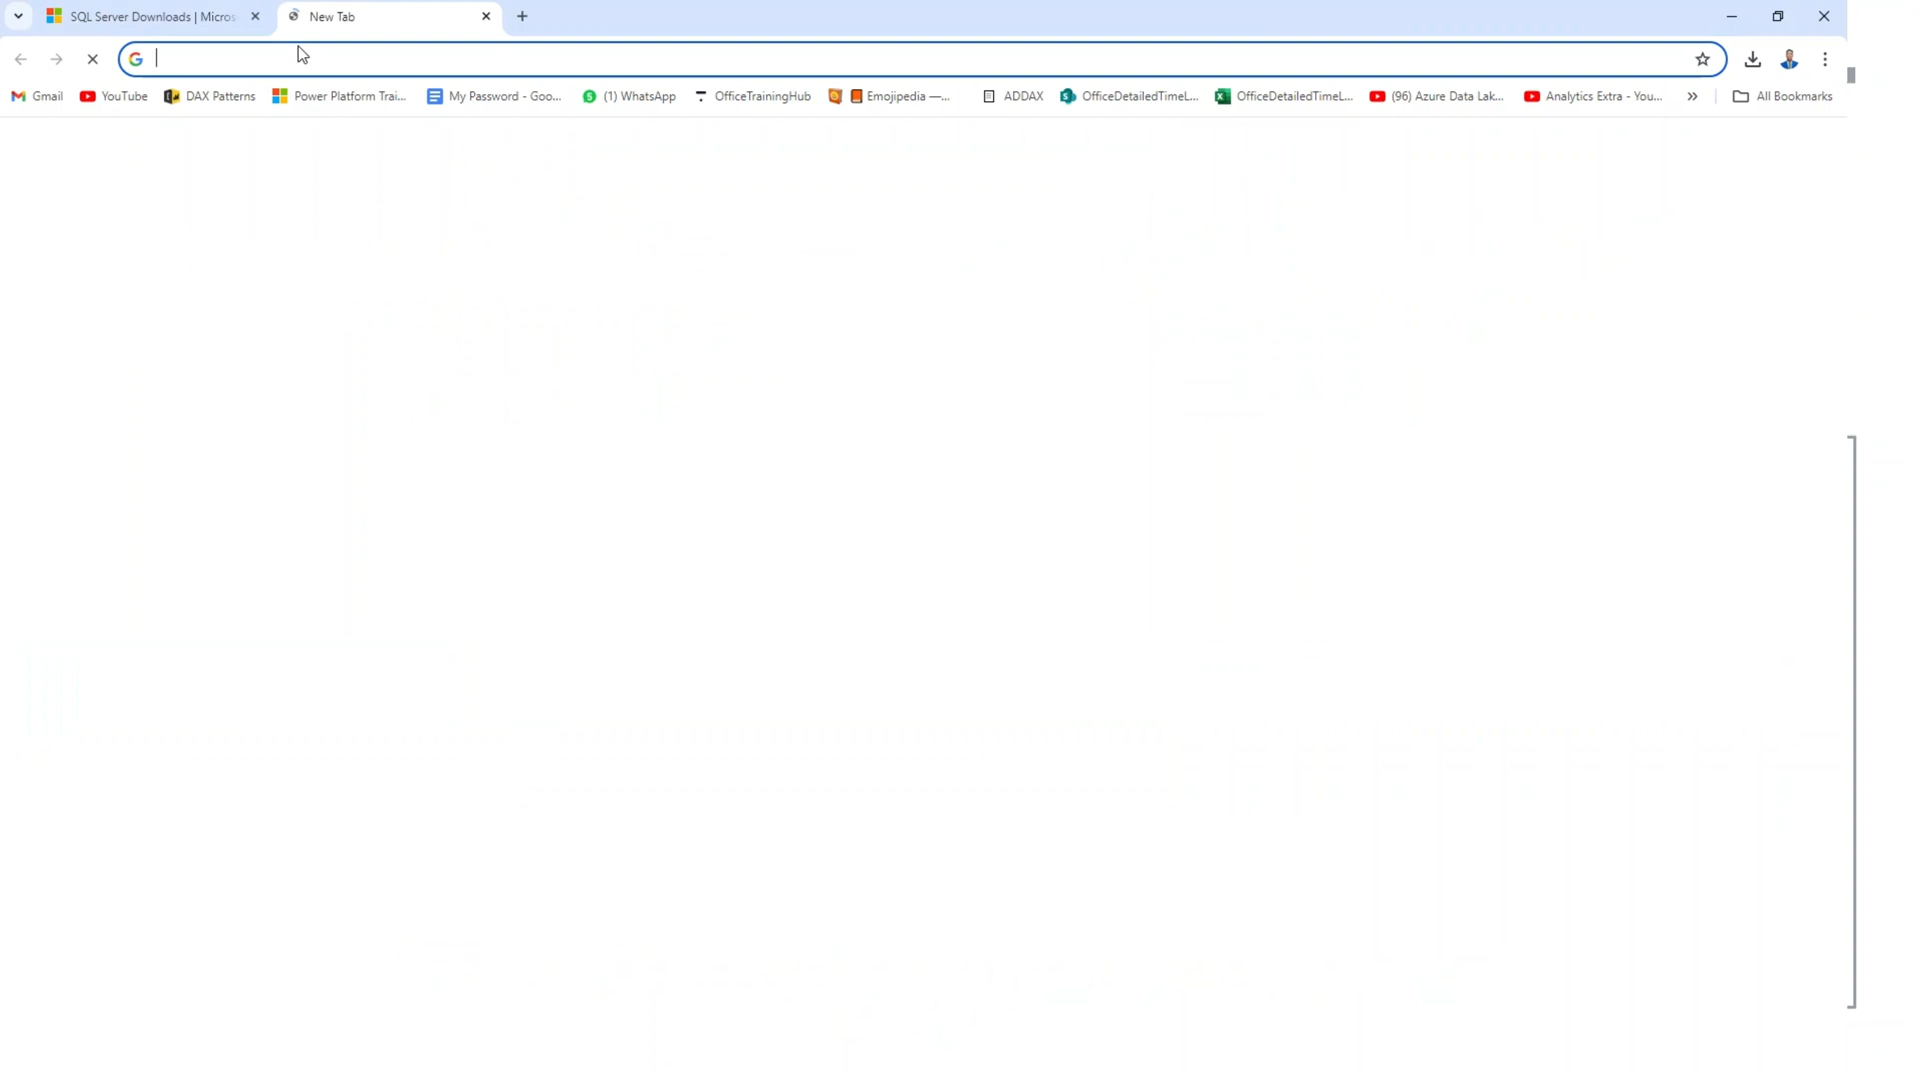 SQL Server Downloads | Micros
New Tab
Gmail
YouTube
DAX Patterns
Power Platform Trai...
My Password - Goo...
(1) WhatsApp
OfficeTrainingHub
Emojipedia —...
ADDAX
OfficeDetailedTimeL...
OfficeDetailedTimeL...
(96) Azure Data Lak...
Analytics Extra - You...
All Bookmarks